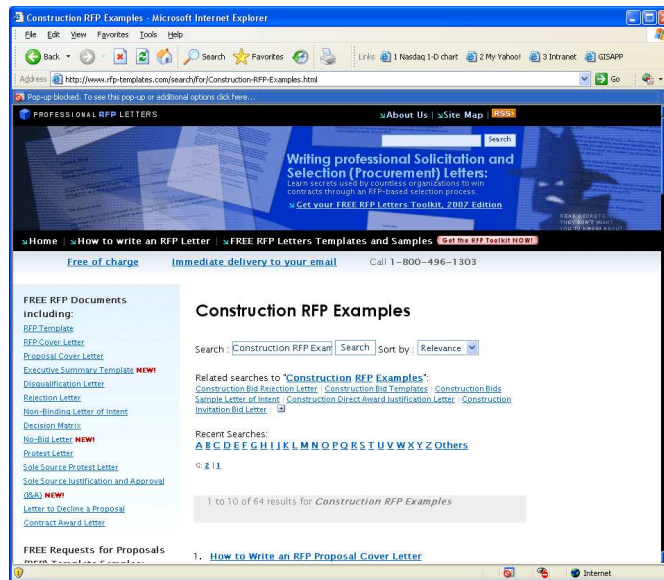 Construction RFP Examples - Microsoft Internet Explorer
File Edit View Favorites Tools Help
Back Search Favorites Links 1 Nasdaq 1-D chart 2 My Yahoo! 3 Intranet GISAPP
Address http://www.rfp-templates.com/search/for/Construction-RFP-Examples.html Go
Pop-up blocked. To see this pop-up or additional options click here...
PROFESSIONAL RFP LETTERS About Us | Site Map | RSS
Search
Writing professional Solicitation and
Selection (Procurement) Letters:
Learn secrets used by countless organizations to win
contracts through an RFP-based selection process.
Get your FREE RFP Letters Toolkit, 2007 Edition
READ SECRETS
THEY DON'T WANT
YOU TO KNOW ABOUT
Home | How to write an RFP Letter | FREE RFP Letters Templates and Samples Get the RFP Toolkit NOW!
Free of charge Immediate delivery to your email Call 1-800-496-1303
FREE RFP Documents
including:
RFP Template
RFP Cover Letter
Proposal Cover Letter
Executive Summary Template NEW!
Disqualification Letter
Rejection Letter
Non-Binding Letter of Intent
Decision Matrix
No-Bid Letter NEW!
Protest Letter
Sole Source Protest Letter
Sole Source Justification and Approval
(J&A) NEW!
Letter to Decline a Proposal
Contract Award Letter
FREE Requests for Proposals
(RFP) Template Samples:
Construction RFP Examples
Search : Construction RFP Exam Search Sort by : Relevance
Related searches to "Construction RFP Examples":
Construction Bid Rejection Letter | Construction Bid Templates | Construction Bids
Sample Letter of Intent | Construction Direct Award Justification Letter | Construction
Invitation Bid Letter |
Recent Searches:
A B C D E F G H I J K L M N O P Q R S T U V W X Y Z Others
G: 2 | 1
1 to 10 of 64 results for Construction RFP Examples
1. How to Write an RFP Proposal Cover Letter
Internet